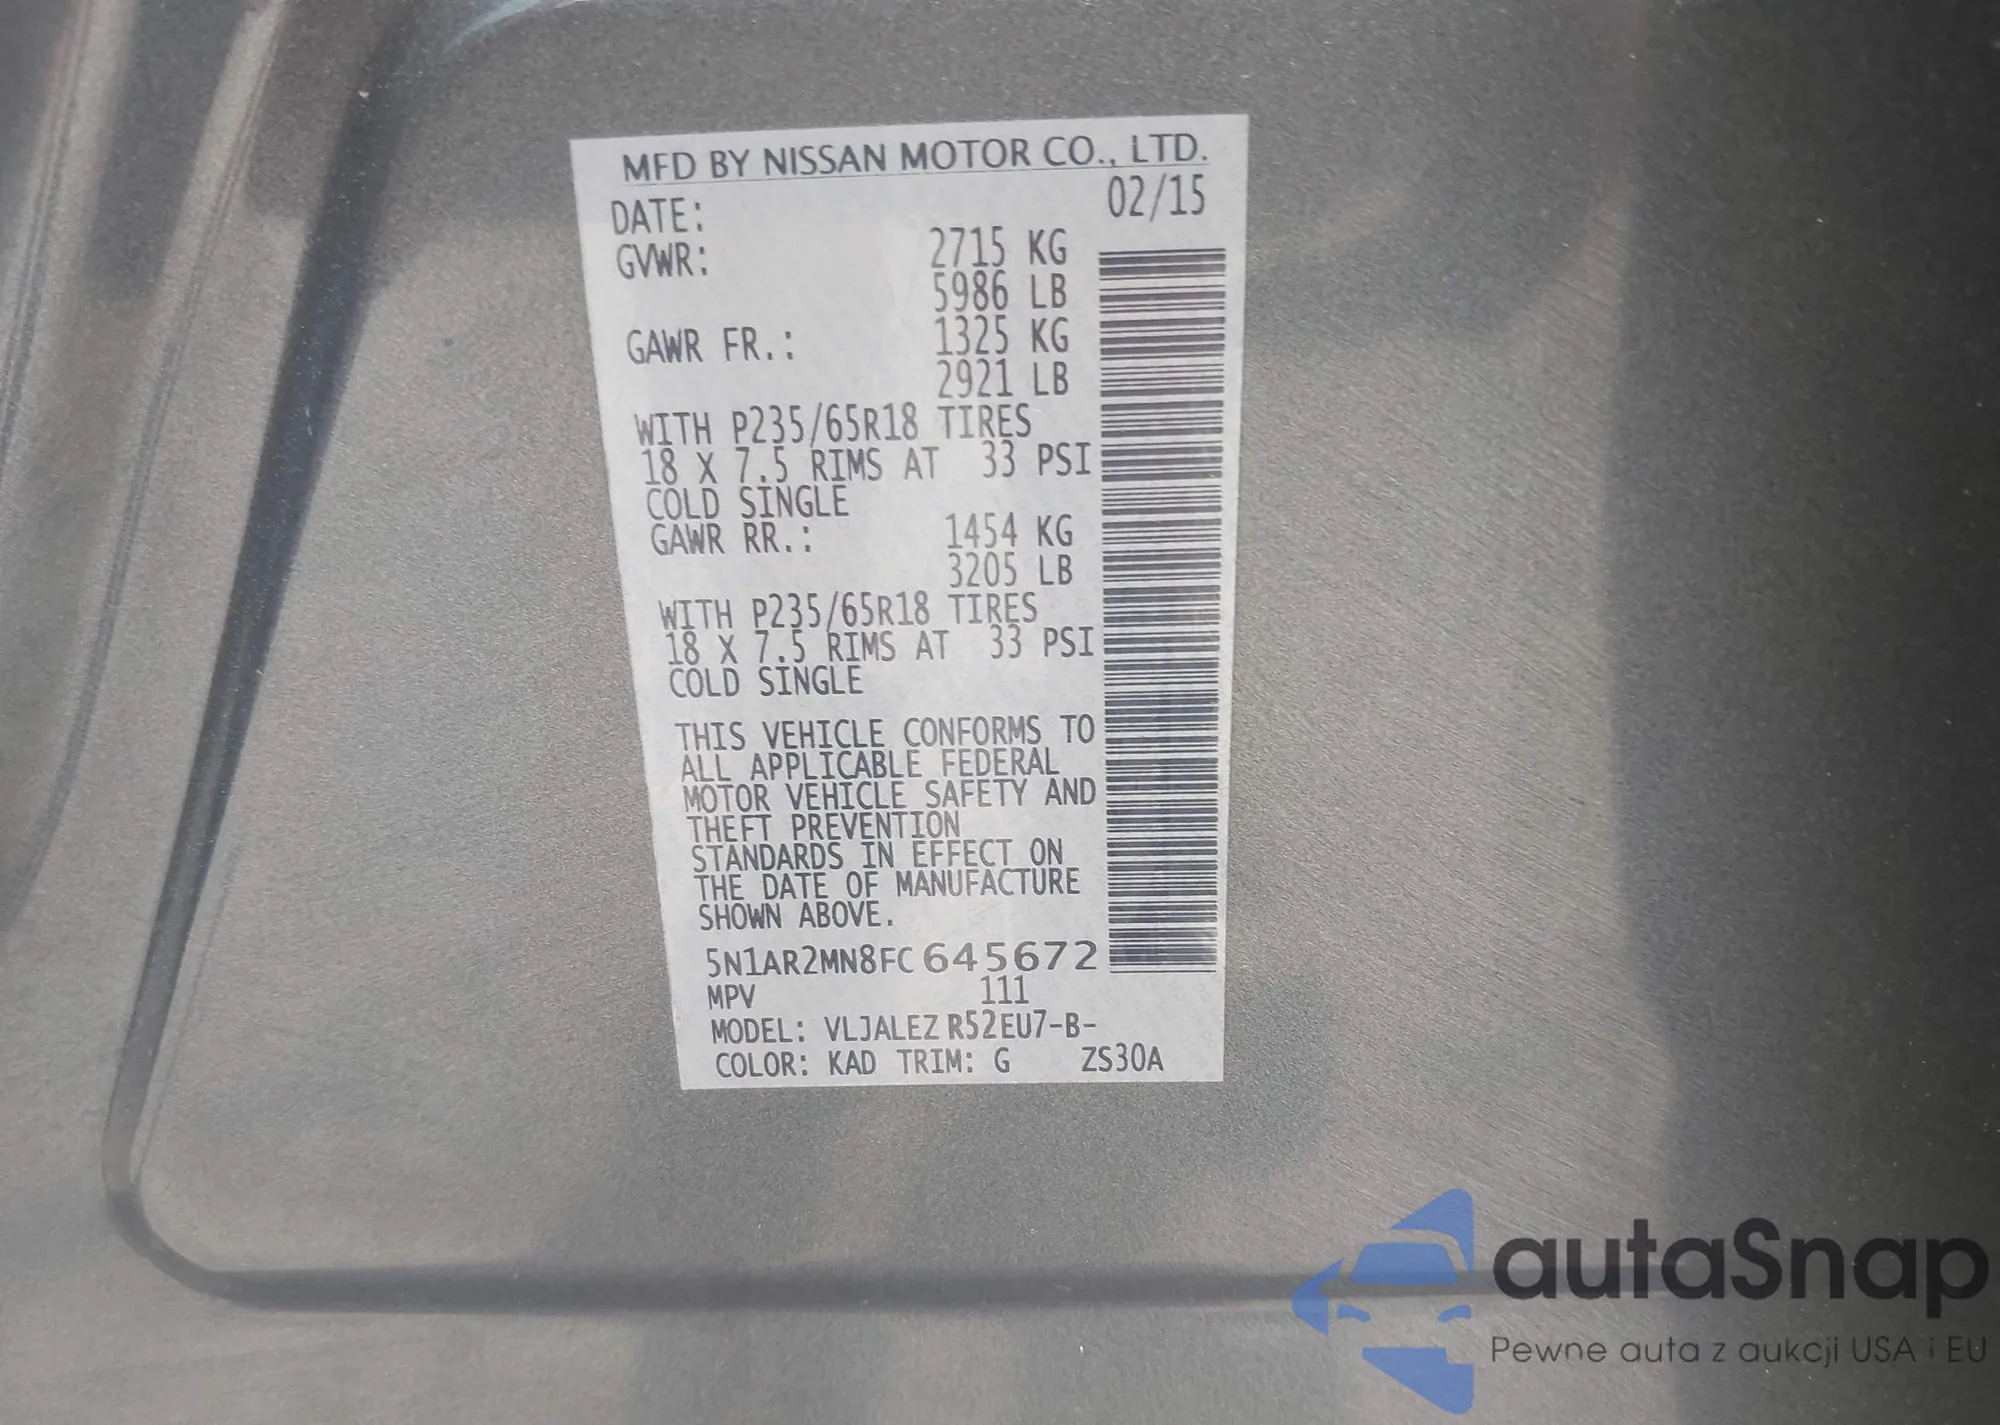 MFD BY NISSAN MOTOR CO., LTD.
DATE: 02/15
GVWR: 2715 KG
5986 LB
GAWR FR.: 1325 KG
2921 LB
WITH P235/65R18 TIRES
18 X 7.5 RIMS AT 33 PSI
COLD SINGLE
GAWR RR.: 1454 KG
3205 LB
WITH P235/65R18 TIRES
18 X 7.5 RIMS AT 33 PSI
COLD SINGLE
THIS VEHICLE CONFORMS TO
ALL APPLICABLE FEDERAL
MOTOR VEHICLE SAFETY AND
THEFT PREVENTION
STANDARDS IN EFFECT ON
THE DATE OF MANUFACTURE
SHOWN ABOVE.
5N1AR2MN8FC645672
MPV 111
MODEL: VLJALEZ R52EU7-B-
COLOR: KAD TRIM: G ZS30A
autaSnap
Pewne auta z aukcji USA i EU